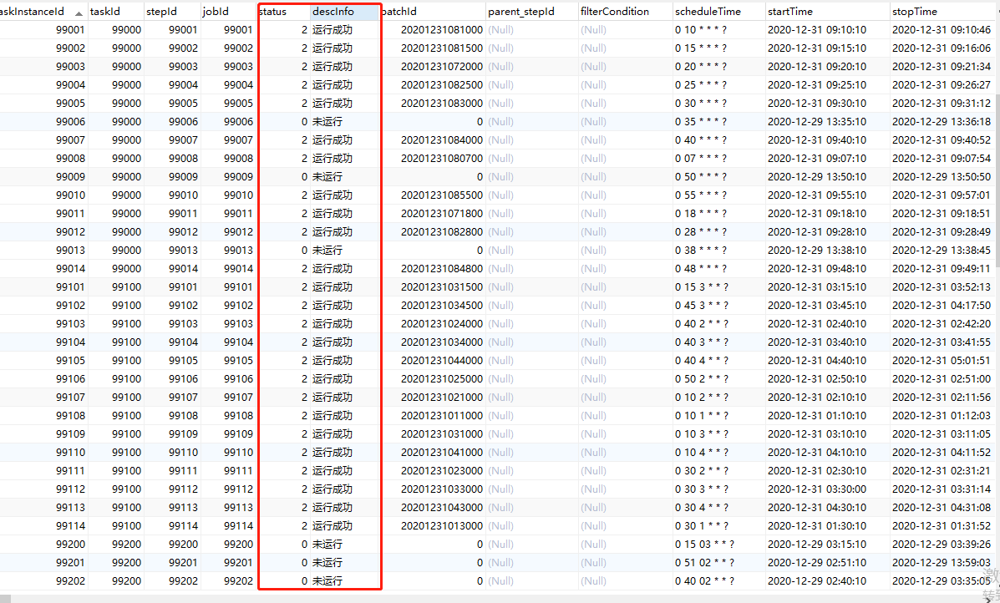 askInstanceId taskId stepId jobId status descInfo batchId parent_stepId filterCondition scheduleTime startTime stopTime
99001 99000 99001 99001 2 运行成功 20201231081000 (Null) (Null) 0 10 * * * ? 2020-12-31 09:10:10 2020-12-31 09:10:46
99002 99000 99002 99002 2 运行成功 20201231081500 (Null) (Null) 0 15 * * * ? 2020-12-31 09:15:10 2020-12-31 09:16:06
99003 99000 99003 99003 2 运行成功 20201231072000 (Null) (Null) 0 20 * * * ? 2020-12-31 09:20:10 2020-12-31 09:21:34
99004 99000 99004 99004 2 运行成功 20201231082500 (Null) (Null) 0 25 * * * ? 2020-12-31 09:25:10 2020-12-31 09:26:27
99005 99000 99005 99005 2 运行成功 20201231083000 (Null) (Null) 0 30 * * * ? 2020-12-31 09:30:10 2020-12-31 09:31:12
99006 99000 99006 99006 0 未运行 0 (Null) (Null) 0 35 * * * ? 2020-12-29 13:35:10 2020-12-29 13:36:18
99007 99000 99007 99007 2 运行成功 20201231084000 (Null) (Null) 0 40 * * * ? 2020-12-31 09:40:10 2020-12-31 09:40:52
99008 99000 99008 99008 2 运行成功 20201231080700 (Null) (Null) 0 07 * * * ? 2020-12-31 09:07:10 2020-12-31 09:07:54
99009 99000 99009 99009 0 未运行 0 (Null) (Null) 0 50 * * * ? 2020-12-29 13:50:10 2020-12-29 13:50:50
99010 99000 99010 99010 2 运行成功 20201231085500 (Null) (Null) 0 55 * * * ? 2020-12-31 09:55:10 2020-12-31 09:57:01
99011 99000 99011 99011 2 运行成功 20201231071800 (Null) (Null) 0 18 * * * ? 2020-12-31 09:18:10 2020-12-31 09:18:51
99012 99000 99012 99012 2 运行成功 20201231082800 (Null) (Null) 0 28 * * * ? 2020-12-31 09:28:10 2020-12-31 09:28:49
99013 99000 99013 99013 0 未运行 0 (Null) (Null) 0 38 * * * ? 2020-12-29 13:38:10 2020-12-29 13:38:45
99014 99000 99014 99014 2 运行成功 20201231084800 (Null) (Null) 0 48 * * * ? 2020-12-31 09:48:10 2020-12-31 09:49:11
99101 99100 99101 99101 2 运行成功 20201231031500 (Null) (Null) 0 15 3 * * ? 2020-12-31 03:15:10 2020-12-31 03:52:13
99102 99100 99102 99102 2 运行成功 20201231034500 (Null) (Null) 0 45 3 * * ? 2020-12-31 03:45:10 2020-12-31 04:17:50
99103 99100 99103 99103 2 运行成功 20201231024000 (Null) (Null) 0 40 2 * * ? 2020-12-31 02:40:10 2020-12-31 02:42:20
99104 99100 99104 99104 2 运行成功 20201231034000 (Null) (Null) 0 40 3 * * ? 2020-12-31 03:40:10 2020-12-31 03:41:55
99105 99100 99105 99105 2 运行成功 20201231044000 (Null) (Null) 0 40 4 * * ? 2020-12-31 04:40:10 2020-12-31 05:01:51
99106 99100 99106 99106 2 运行成功 20201231025000 (Null) (Null) 0 50 2 * * ? 2020-12-31 02:50:10 2020-12-31 02:51:00
99107 99100 99107 99107 2 运行成功 20201231021000 (Null) (Null) 0 10 2 * * ? 2020-12-31 02:10:10 2020-12-31 02:11:56
99108 99100 99108 99108 2 运行成功 20201231011000 (Null) (Null) 0 10 1 * * ? 2020-12-31 01:10:10 2020-12-31 01:12:03
99109 99100 99109 99109 2 运行成功 20201231031000 (Null) (Null) 0 10 3 * * ? 2020-12-31 03:10:10 2020-12-31 03:11:05
99110 99100 99110 99110 2 运行成功 20201231041000 (Null) (Null) 0 10 4 * * ? 2020-12-31 04:10:10 2020-12-31 04:11:52
99111 99100 99111 99111 2 运行成功 20201231023000 (Null) (Null) 0 30 2 * * ? 2020-12-31 02:30:10 2020-12-31 02:31:21
99112 99100 99112 99112 2 运行成功 20201231033000 (Null) (Null) 0 30 3 * * ? 2020-12-31 03:30:00 2020-12-31 03:31:14
99113 99100 99113 99113 2 运行成功 20201231043000 (Null) (Null) 0 30 4 * * ? 2020-12-31 04:30:10 2020-12-31 04:31:08
99114 99100 99114 99114 2 运行成功 20201231013000 (Null) (Null) 0 30 1 * * ? 2020-12-31 01:30:10 2020-12-31 01:31:52
99200 99200 99200 99200 0 未运行 0 (Null) (Null) 0 15 03 * * ? 2020-12-29 03:15:10 2020-12-29 03:39:26
99201 99200 99201 99201 0 未运行 0 (Null) (Null) 0 51 02 * * ? 2020-12-29 02:51:10 2020-12-29 13:59:03
99202 99200 99202 99202 0 未运行 0 (Null) (Null) 0 40 02 * * ? 2020-12-29 02:40:10 2020-12-29 03:35:05